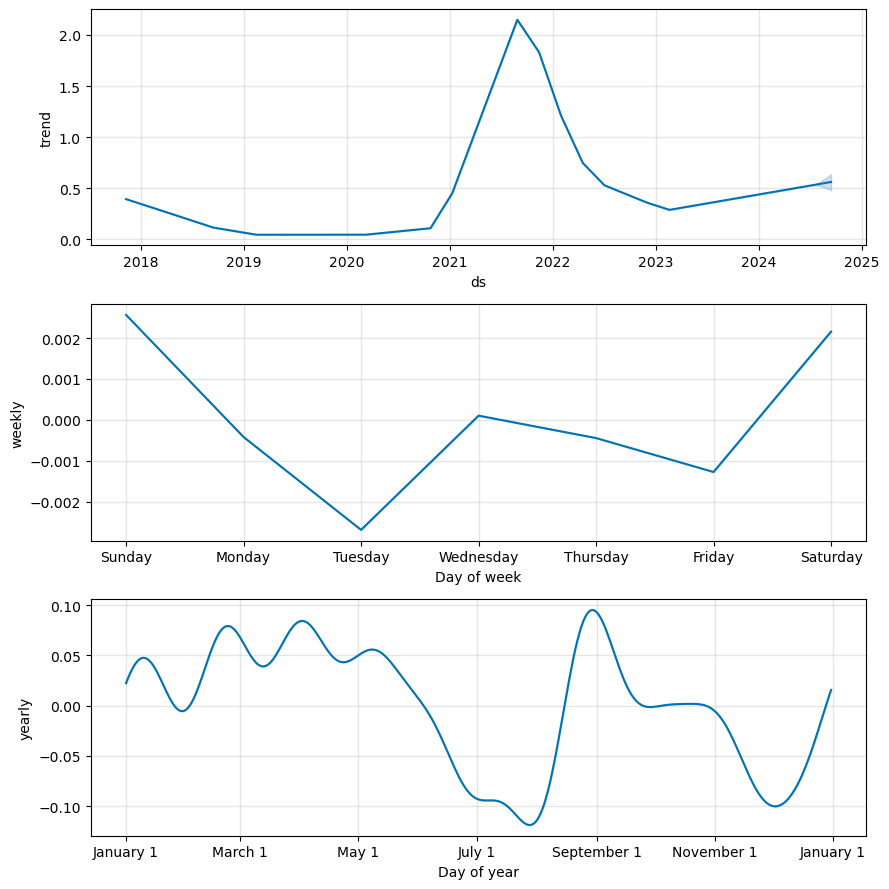 2.0
1.5
1.0
0.5
0.0
trend
2018 2019 2020 2021 2022 2023 2024 2025
ds
0.002
0.001
0.000
−0.001
−0.002
weekly
Sunday Monday Tuesday Wednesday Thursday Friday Saturday
Day of week
0.10
0.05
0.00
−0.05
−0.10
yearly
January 1 March 1 May 1 July 1 September 1 November 1 January 1
Day of year